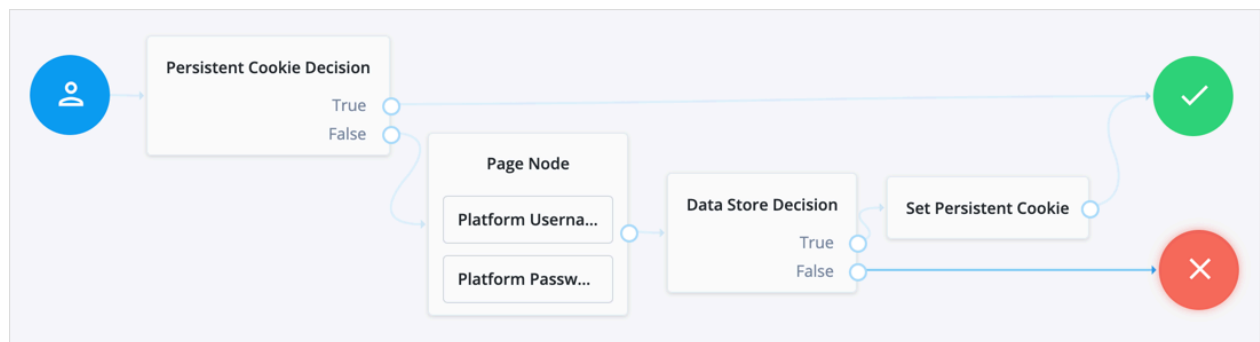 Persistent Cookie Decision
True
False
Page Node
Platform Userna...
Platform Passw...
Data Store Decision
True
False
Set Persistent Cookie